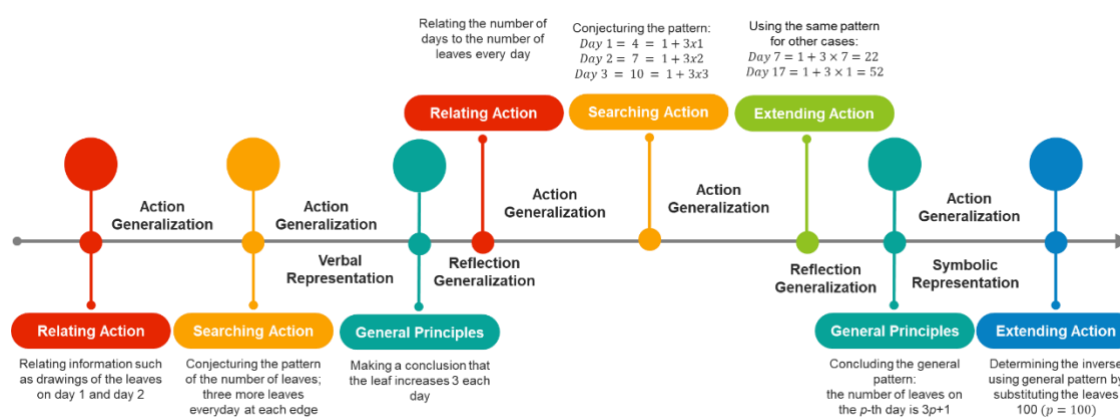 Relating the number of
days to the number of
leaves every day
Conjecturing the pattern:
Day 1 = 4 = 1 + 3x1
Day 2 = 7 = 1 + 3x2
Day 3 = 10 = 1 + 3x3
Using the same pattern
for other cases:
Day 7 = 1 + 3 × 7 = 22
Day 17 = 1 + 3 × 1 = 52
Relating Action
Searching Action
Extending Action
Action
Generalization
Action
Generalization
Action
Generalization
Action
Generalization
Action
Generalization
Verbal
Representation
Reflection
Generalization
Reflection
Generalization
Symbolic
Representation
Relating Action
Searching Action
General Principles
General Principles
Extending Action
Relating information such
as drawings of the leaves
on day 1 and day 2
Conjecturing the pattern
of the number of leaves;
three more leaves
everyday at each edge
Making a conclusion that
the leaf increases 3 each
day
Concluding the general
pattern:
the number of leaves on
the p-th day is 3p+1
Determining the inverse
using general pattern by
substituting the leaves
100 (p = 100)